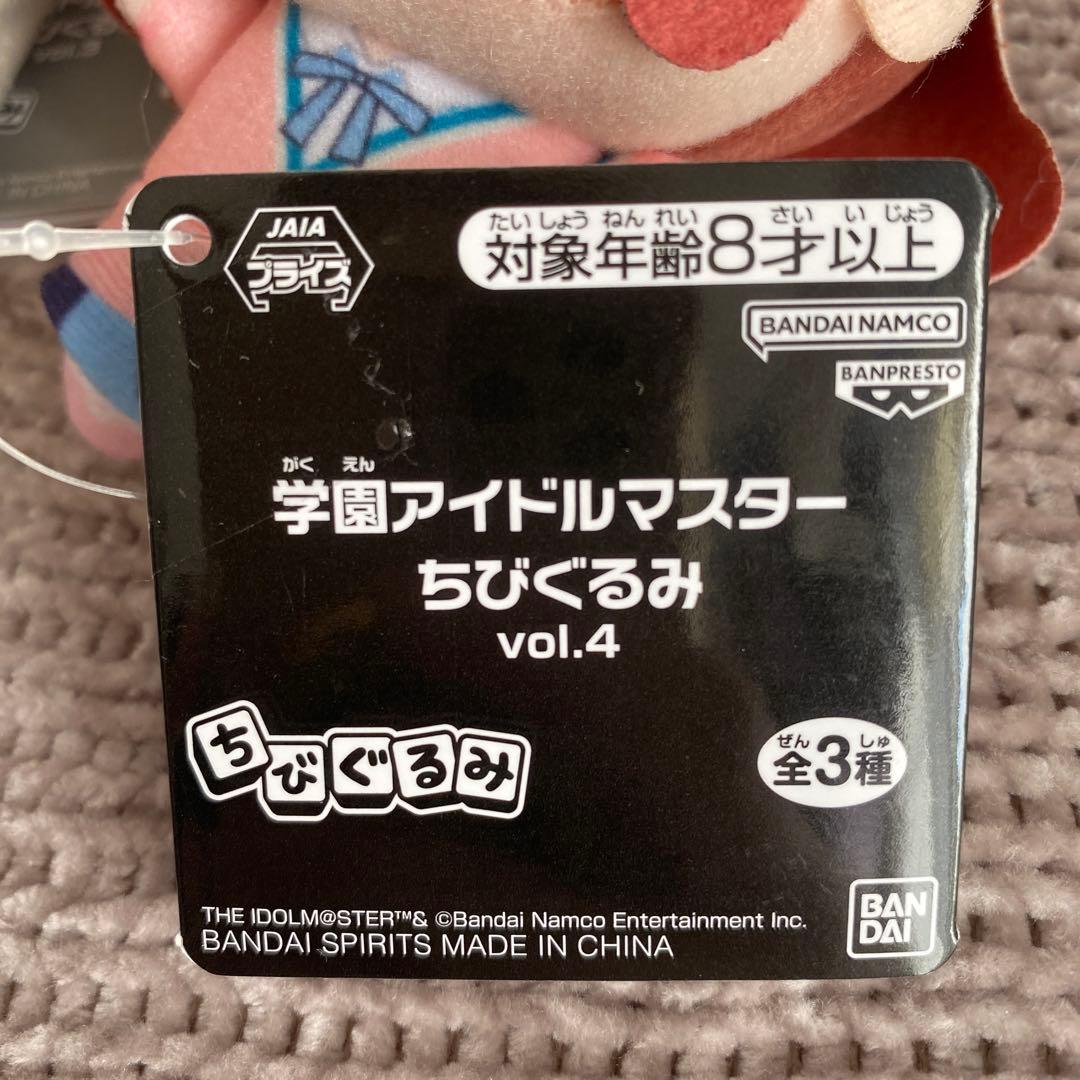 JAIA
プライズ
たいしょうねんれい さいいじょう
対象年齢8才以上
BANDAI NAMCO
BANPRESTO
がくえん
学園アイドルマスター
ちびぐるみ
vol.4
ちびぐるみ
ぜん しゅ
全3種
THE IDOLM@STER™& ©Bandai Namco Entertainment Inc.
BANDAI SPIRITS MADE IN CHINA
BAN
DAI